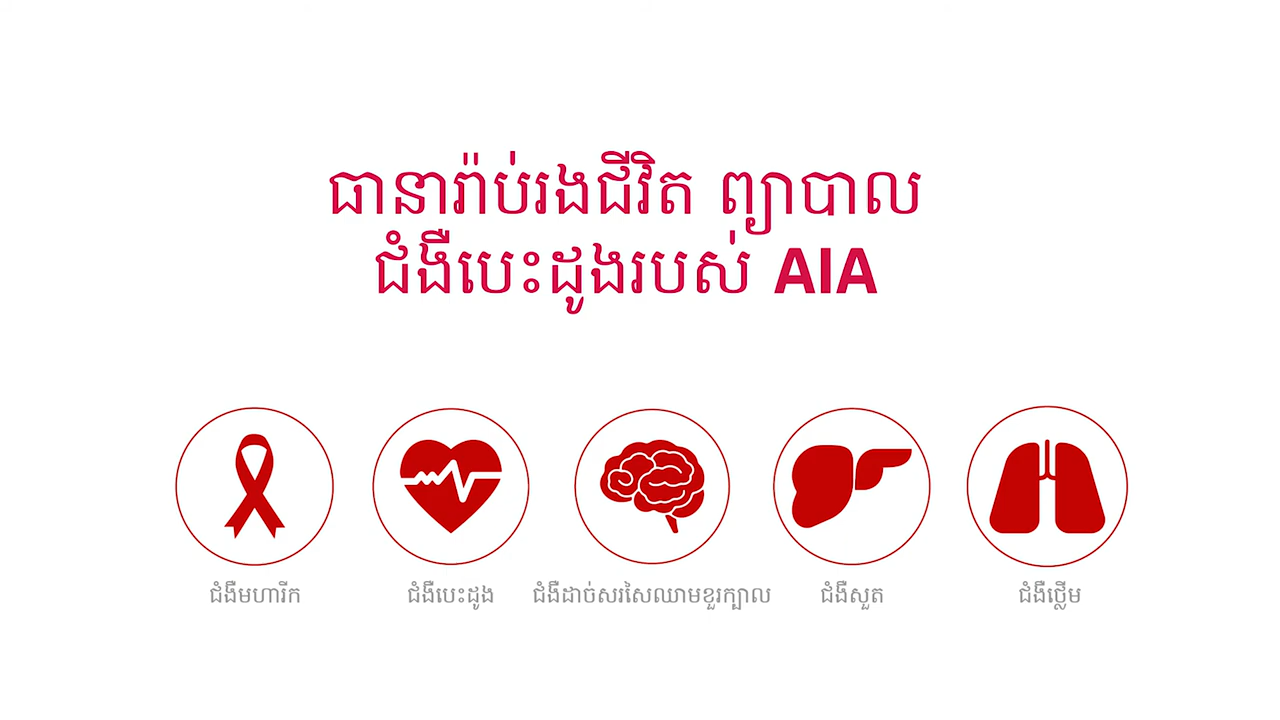 ធានារ៉ាប់រងជីវិត ព្យាបាល
ជំងឺបេះដូងរបស់ AIA
ជំងឺមហារីក
ជំងឺបេះដូង
ជំងឺដាច់សរសៃឈាមខួរក្បាល
ជំងឺសួត
ជំងឺថ្លើម